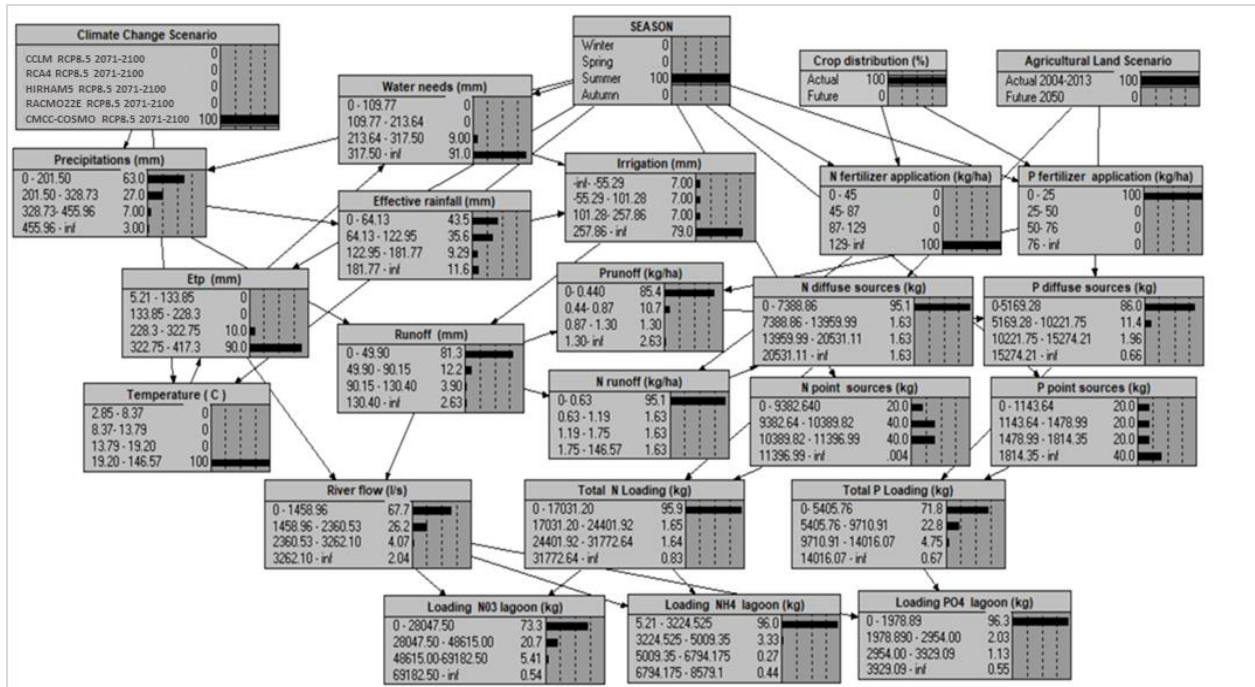 Climate Change Scenario
CCLM RCP8.5 2071-2100 0
RCA4 RCP8.5 2071-2100 0
HIRHAM5 RCP8.5 2071-2100 0
RACMO22E RCP8.5 2071-2100 0
CMCC-COSMO RCP8.5 2071-2100 100
SEASON
Winter 0
Spring 0
Summer 100
Autumn 0
Crop distribution (%)
Actual 100
Future 0
Agricultural Land Scenario
Actual 2004-2013 100
Future 2050 0
Water needs (mm)
0 - 109.77 0
109.77 - 213.64 0
213.64 - 317.50 9.00
317.50 - inf 91.0
Precipitations (mm)
0 - 201.50 63.0
201.50 - 328.73 27.0
328.73- 455.96 7.00
455.96 - inf 3.00
Effective rainfall (mm)
0 - 64.13 43.5
64.13 - 122.95 35.6
122.95 - 181.77 9.29
181.77 - inf 11.6
Irrigation (mm)
-inf- -55.29 7.00
-55.29 - 101.28 7.00
101.28- 257.86 7.00
257.86 - inf 79.0
N fertilizer application (kg/ha)
0 - 45 0
45- 87 0
87- 129 0
129- inf 100
P fertilizer application (kg/ha)
0 - 25 100
25- 50 0
50- 76 0
76 - inf 0
Etp (mm)
5.21 - 133.85 0
133.85 - 228.3 0
228.3 - 322.75 10.0
322.75 - 417.3 90.0
Prunoff (kg/ha)
0- 0.440 85.4
0.44- 0.87 10.7
0.87 - 1.30 1.30
1.30- inf 2.63
N diffuse sources (kg)
0 - 7388.86 95.1
7388.86 - 13959.99 1.63
13959.99 - 20531.11 1.63
20531.11 - inf 1.63
P diffuse sources (kg)
0-5169.28 86.0
5169.28 - 10221.75 11.4
10221.75 - 15274.21 1.96
15274.21 - inf 0.66
Runoff (mm)
0 - 49.90 81.3
49.90 - 90.15 12.2
90.15 - 130.40 3.90
130.40 - inf 2.63
Temperature ( C )
2.85 - 8.37 0
8.37- 13.79 0
13.79 - 19.20 0
19.20 - 146.57 100
N runoff (kg/ha)
0- 0.63 95.1
0.63 - 1.19 1.63
1.19 - 1.75 1.63
1.75 - 146.57 1.63
N point sources (kg)
0 - 9382.640 20.0
9382.64 - 10389.82 40.0
10389.82 - 11396.99 40.0
11396.99 - inf .004
P point sources (kg)
0 - 1143.64 20.0
1143.64 - 1478.99 20.0
1478.99 - 1814.35 20.0
1814.35 - inf 40.0
River flow (l/s)
0 - 1458.96 67.7
1458.96 - 2360.53 26.2
2360.53 - 3262.10 4.07
3262.10 - inf 2.04
Total N Loading (kg)
0 - 17031.20 95.9
17031.20 - 24401.92 1.65
24401.92 - 31772.64 1.64
31772.64 - inf 0.83
Total P Loading (kg)
0- 5405.76 71.8
5405.76 - 9710.91 22.8
9710.91 - 14016.07 4.75
14016.07 - inf 0.67
Loading N03 lagoon (kg)
0 - 28047.50 73.3
28047.50 - 48615.00 20.7
48615.00-69182.50 5.41
69182.50 - inf 0.54
Loading NH4 lagoon (kg)
5.21 - 3224.525 96.0
3224.525 - 5009.35 3.33
5009.35 - 6794.175 0.27
6794.175 - 8579.1 0.44
Loading PO4 lagoon (kg)
0 - 1978.89 96.3
1978.890 - 2954.00 2.03
2954.00 - 3929.09 1.13
3929.09 - inf 0.55